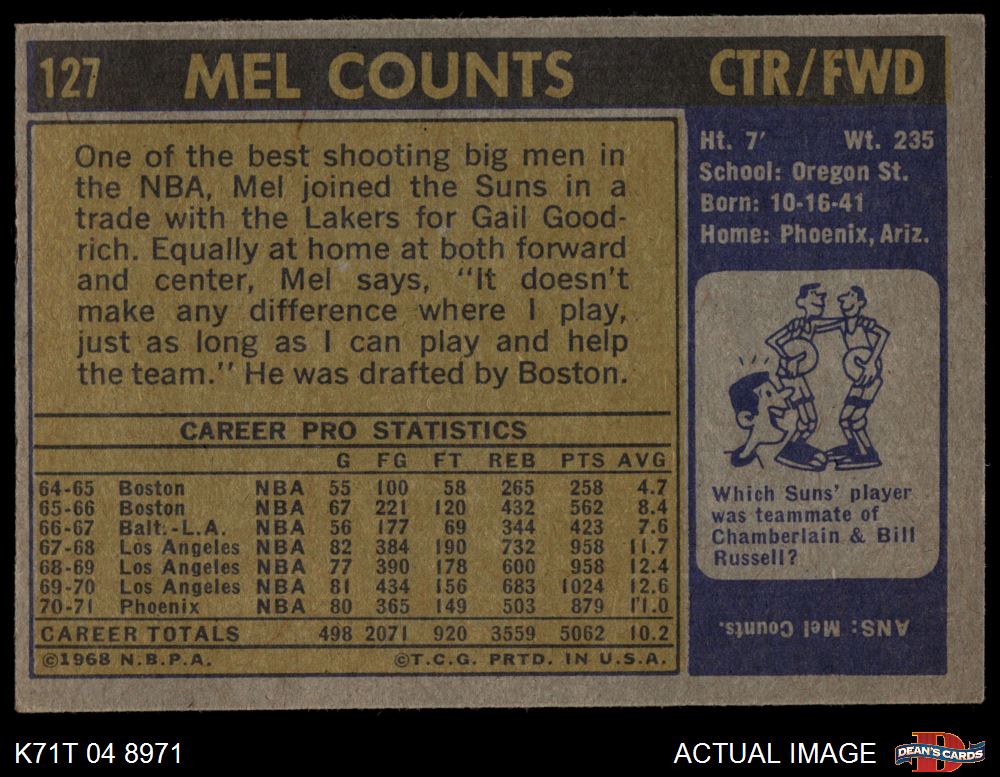 127 MEL COUNTS CTR/FWD
One of the best shooting big men in
the NBA, Mel joined the Suns in a
trade with the Lakers for Gail Good-
rich. Equally at home at both forward
and center, Mel says, "It doesn't
make any difference where I play,
just as long as I can play and help
the team." He was drafted by Boston.
CAREER PRO STATISTICS
G FG FT REB PTS AVG
64-65 Boston NBA 55 100 58 265 258 4.7
65-66 Boston NBA 67 221 120 432 562 8.4
66-67 Balt.-L.A. NBA 56 177 69 344 423 7.6
67-68 Los Angeles NBA 82 384 190 732 958 11.7
68-69 Los Angeles NBA 77 390 178 600 958 12.4
69-70 Los Angeles NBA 81 434 156 683 1024 12.6
70-71 Phoenix NBA 80 365 149 503 879 11.0
CAREER TOTALS 498 2071 920 3559 5062 10.2
©1968 N.B.P.A. ©T.C.G. PRTD. IN U.S.A.
Ht. 7' Wt. 235
School: Oregon St.
Born: 10-16-41
Home: Phoenix, Ariz.
Which Suns' player
was teammate of
Chamberlain & Bill
Russell?
ANS: Mel Counts.
K71T 04 8971 ACTUAL IMAGE
D
DEAN'S CARDS